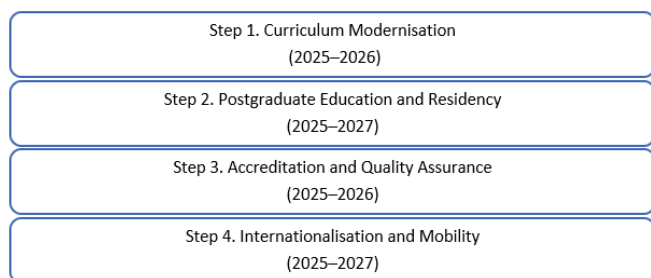 Step 1. Curriculum Modernisation
(2025–2026)
Step 2. Postgraduate Education and Residency
(2025–2027)
Step 3. Accreditation and Quality Assurance
(2025–2026)
Step 4. Internationalisation and Mobility
(2025–2027)